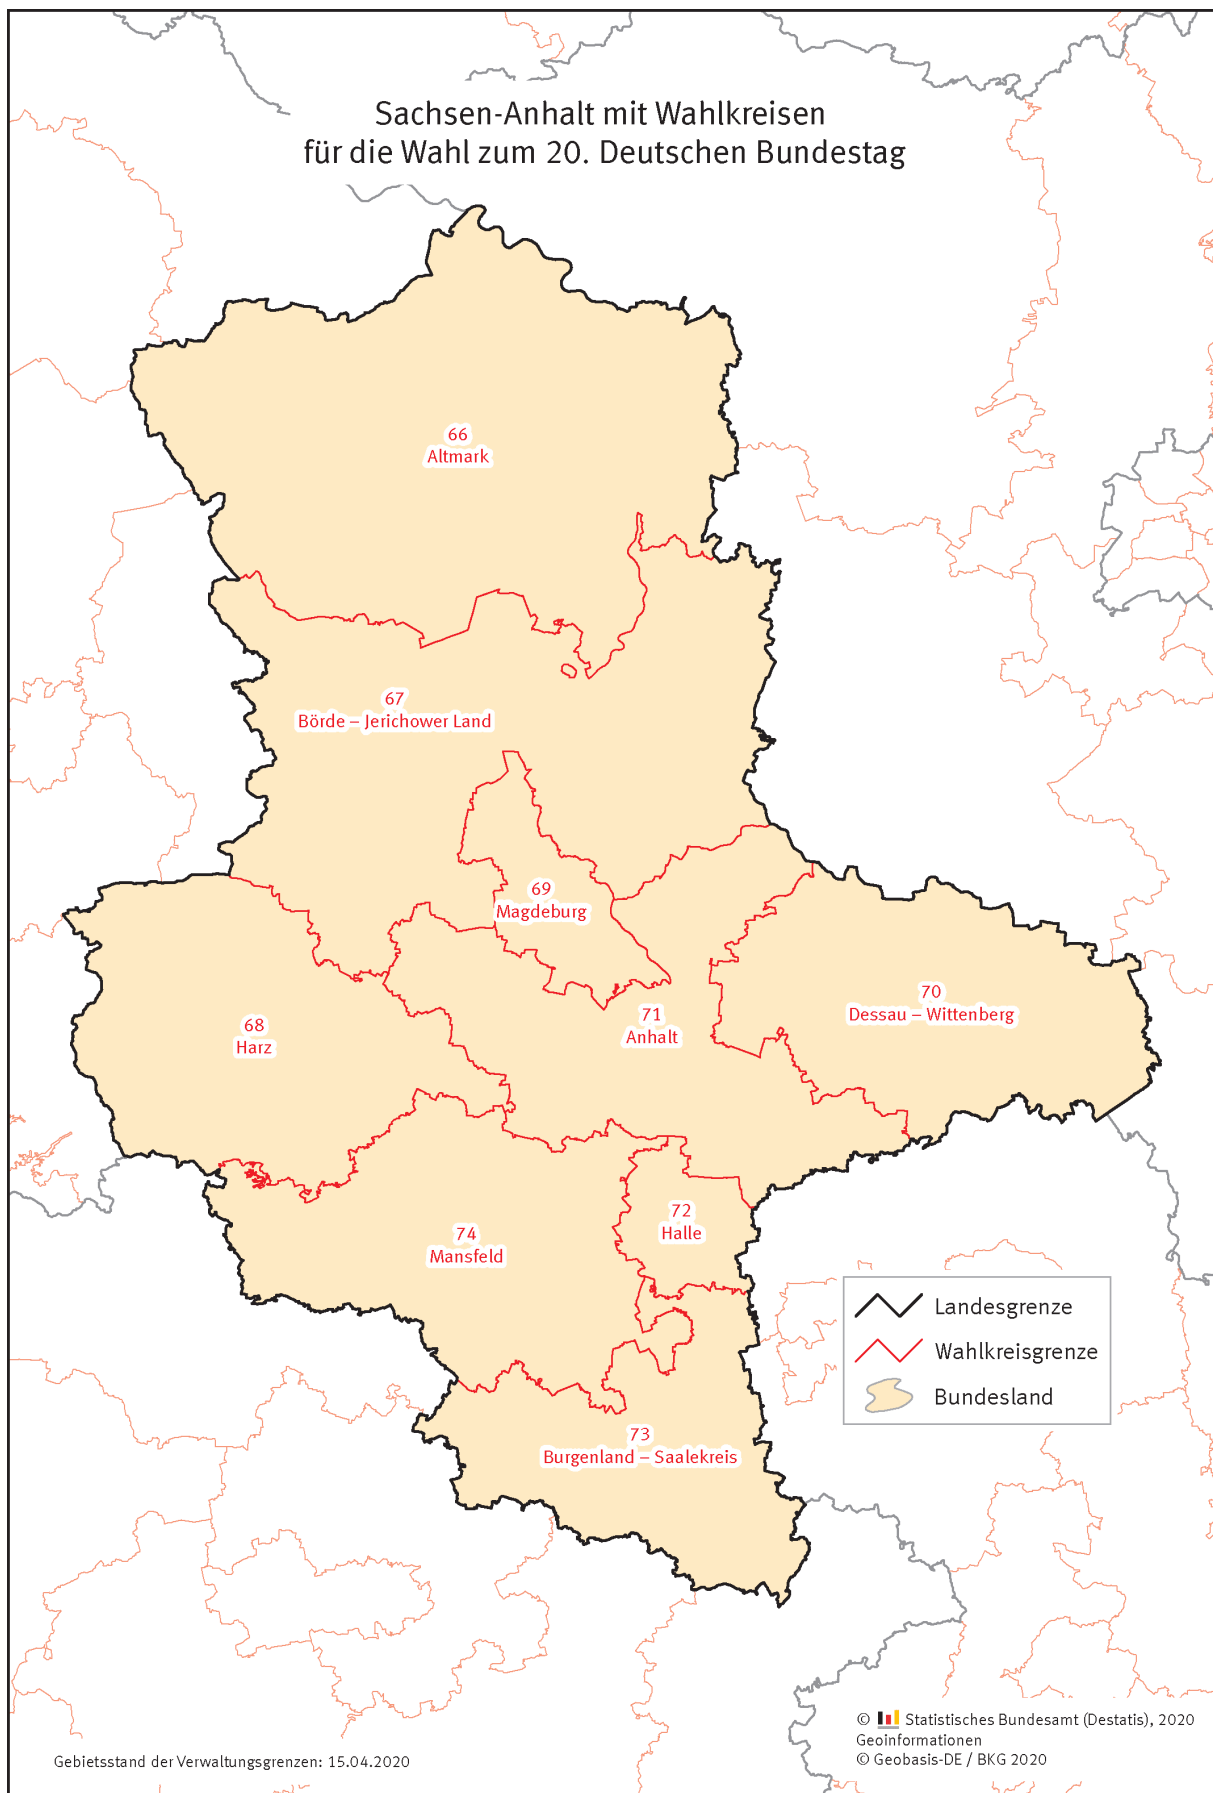 Sachsen-Anhalt mit Wahlkreisen
für die Wahl zum 20. Deutschen Bundestag
66
Altmark
67
Börde – Jerichower Land
69
Magdeburg
70
Dessau – Wittenberg
71
Anhalt
68
Harz
72
Halle
74
Mansfeld
73
Burgenland – Saalekreis
Landesgrenze
Wahlkreisgrenze
Bundesland
© Statistisches Bundesamt (Destatis), 2020
Geoinformationen
© Geobasis-DE / BKG 2020
Gebietsstand der Verwaltungsgrenzen: 15.04.2020